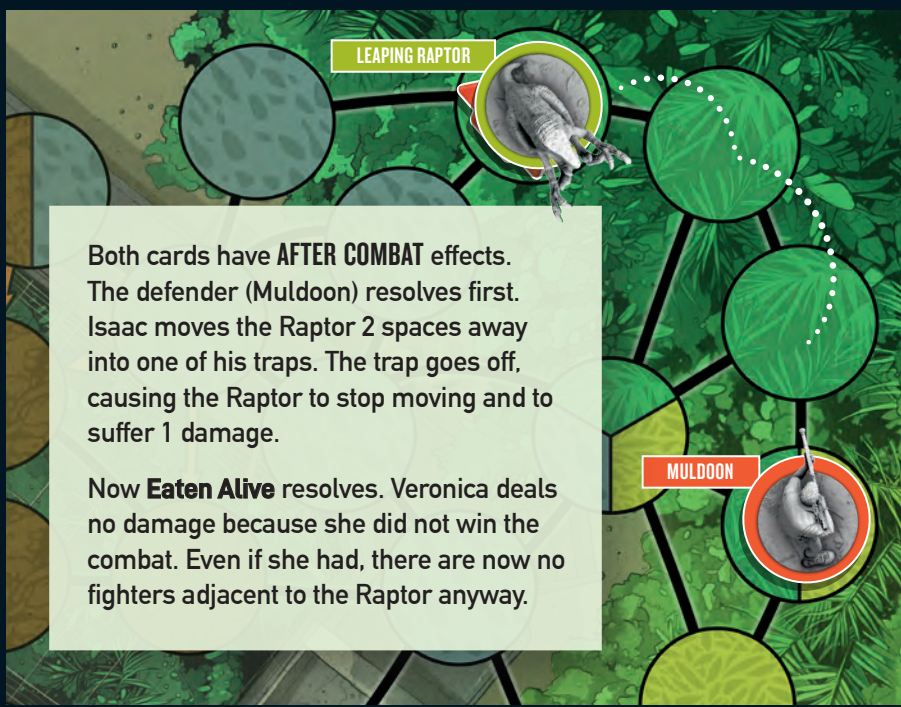 LEAPING RAPTOR
Both cards have AFTER COMBAT effects.
The defender (Muldoon) resolves first.
Isaac moves the Raptor 2 spaces away
into one of his traps. The trap goes off,
causing the Raptor to stop moving and to
suffer 1 damage.
Now Eaten Alive resolves. Veronica deals
no damage because she did not win the
combat. Even if she had, there are now no
fighters adjacent to the Raptor anyway.
MULDOON